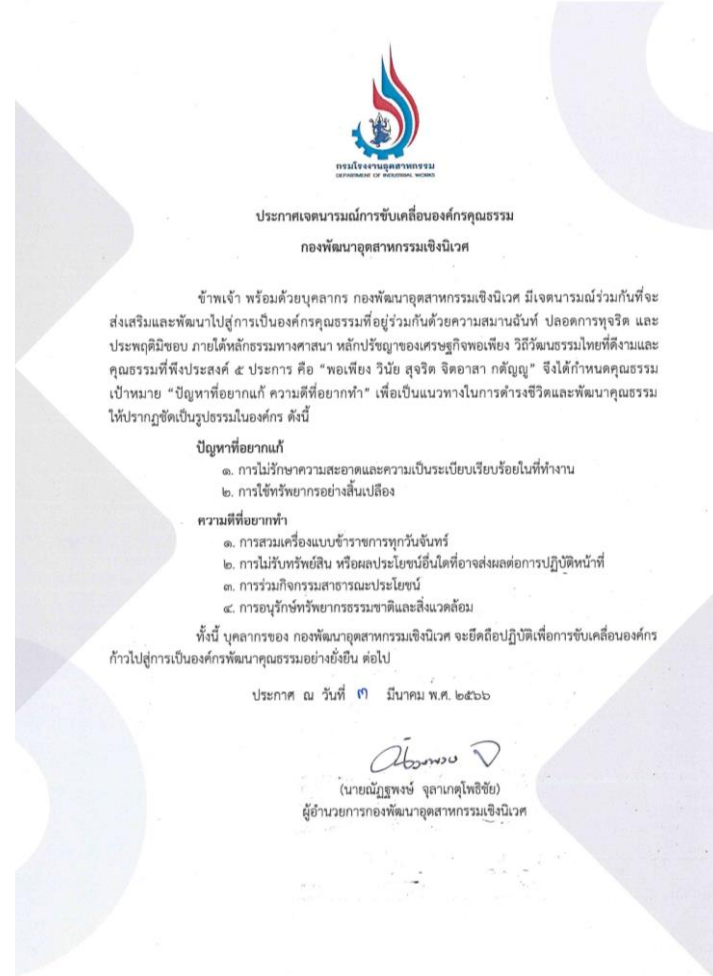 กรมโรงงานอุตสาหกรรม
DEPARTMENT OF INDUSTRIAL WORKS
ประกาศเจตนารมณ์การขับเคลื่อนองค์กรคุณธรรม
กองพัฒนาอุตสาหกรรมเชิงนิเวศ
ข้าพเจ้า พร้อมด้วยบุคลากร กองพัฒนาอุตสาหกรรมเชิงนิเวศ มีเจตนารมณ์ร่วมกันที่จะ
ส่งเสริมและพัฒนาไปสู่การเป็นองค์กรคุณธรรมที่อยู่ร่วมกันด้วยความสมานฉันท์ ปลอดการทุจริต และ
ประพฤติมิชอบ ภายใต้หลักธรรมทางศาสนา หลักปรัชญาของเศรษฐกิจพอเพียง วิถีวัฒนธรรมไทยที่ดีงามและ
คุณธรรมที่พึงประสงค์ ๕ ประการ คือ “พอเพียง วินัย สุจริต จิตอาสา กตัญญู” จึงได้กำหนดคุณธรรม
เป้าหมาย “ปัญหาที่อยากแก้ ความดีที่อยากทำ” เพื่อเป็นแนวทางในการดำรงชีวิตและพัฒนาคุณธรรม
ให้ปรากฏชัดเป็นรูปธรรมในองค์กร ดังนี้
ปัญหาที่อยากแก้
๑. การไม่รักษาความสะอาดและความเป็นระเบียบเรียบร้อยในที่ทำงาน
๒. การใช้ทรัพยากรอย่างสิ้นเปลือง
ความดีที่อยากทำ
๑. การสวมเครื่องแบบข้าราชการทุกวันจันทร์
๒. การไม่รับทรัพย์สิน หรือผลประโยชน์อื่นใดที่อาจส่งผลต่อการปฏิบัติหน้าที่
๓. การร่วมกิจกรรมสาธารณะประโยชน์
๔. การอนุรักษ์ทรัพยากรธรรมชาติและสิ่งแวดล้อม
ทั้งนี้ บุคลากรของ กองพัฒนาอุตสาหกรรมเชิงนิเวศ จะยึดถือปฏิบัติเพื่อการขับเคลื่อนองค์กร
ก้าวไปสู่การเป็นองค์กรพัฒนาคุณธรรมอย่างยั่งยืน ต่อไป
ประกาศ ณ วันที่ ๓ มีนาคม พ.ศ. ๒๕๖๖
(นายณัฏฐพงษ์ จุลาเกตุโพธิชัย)
ผู้อำนวยการกองพัฒนาอุตสาหกรรมเชิงนิเวศ